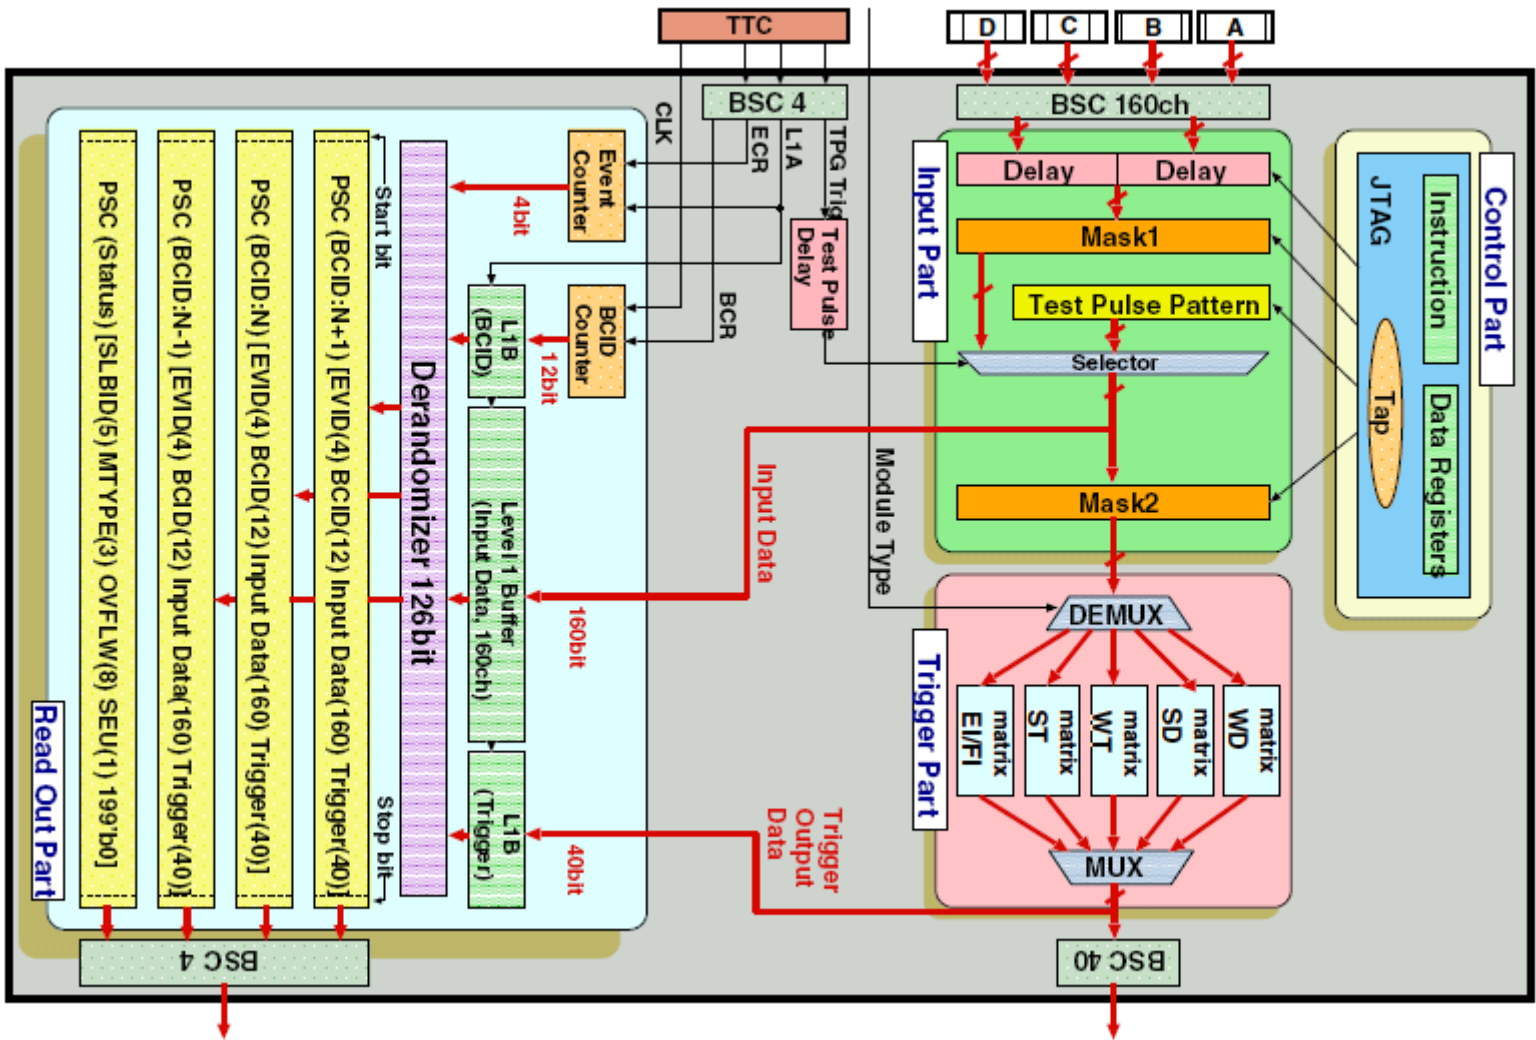 TTC
D
C
B
A
BSC 4
BSC 160ch
CLK
ECR
L1A
TPG Trig
BCR
Test Pulse
Delay
Module Type
Input Part
Delay
Delay
Mask1
Test Pulse Pattern
Selector
Mask2
Control Part
JTAG
Instruction
Data Registers
Tap
Trigger Part
DEMUX
matrix
EI/FI
matrix
ST
matrix
WT
matrix
SD
matrix
WD
MUX
BSC 40
Input Data
Trigger
Output
Data
Event
Counter
4bit
BCID
Counter
12bit
L1B
(BCID)
Level 1 Buffer
(Input Data, 160ch)
160bit
L1B
(Trigger)
40bit
Derandomizer 126bit
Start bit
Stop bit
PSC (BCID:N+1) [EVID(4) BCID(12) Input Data(160) Trigger(40)]
PSC (BCID:N) [EVID(4) BCID(12) Input Data(160) Trigger(40)]
PSC (BCID:N-1) [EVID(4) BCID(12) Input Data(160) Trigger(40)]
PSC (Status) [SLBID(5) MTYPE(3) OVFLW(8) SEU(1) 199'b0]
Read Out Part
BSC 4